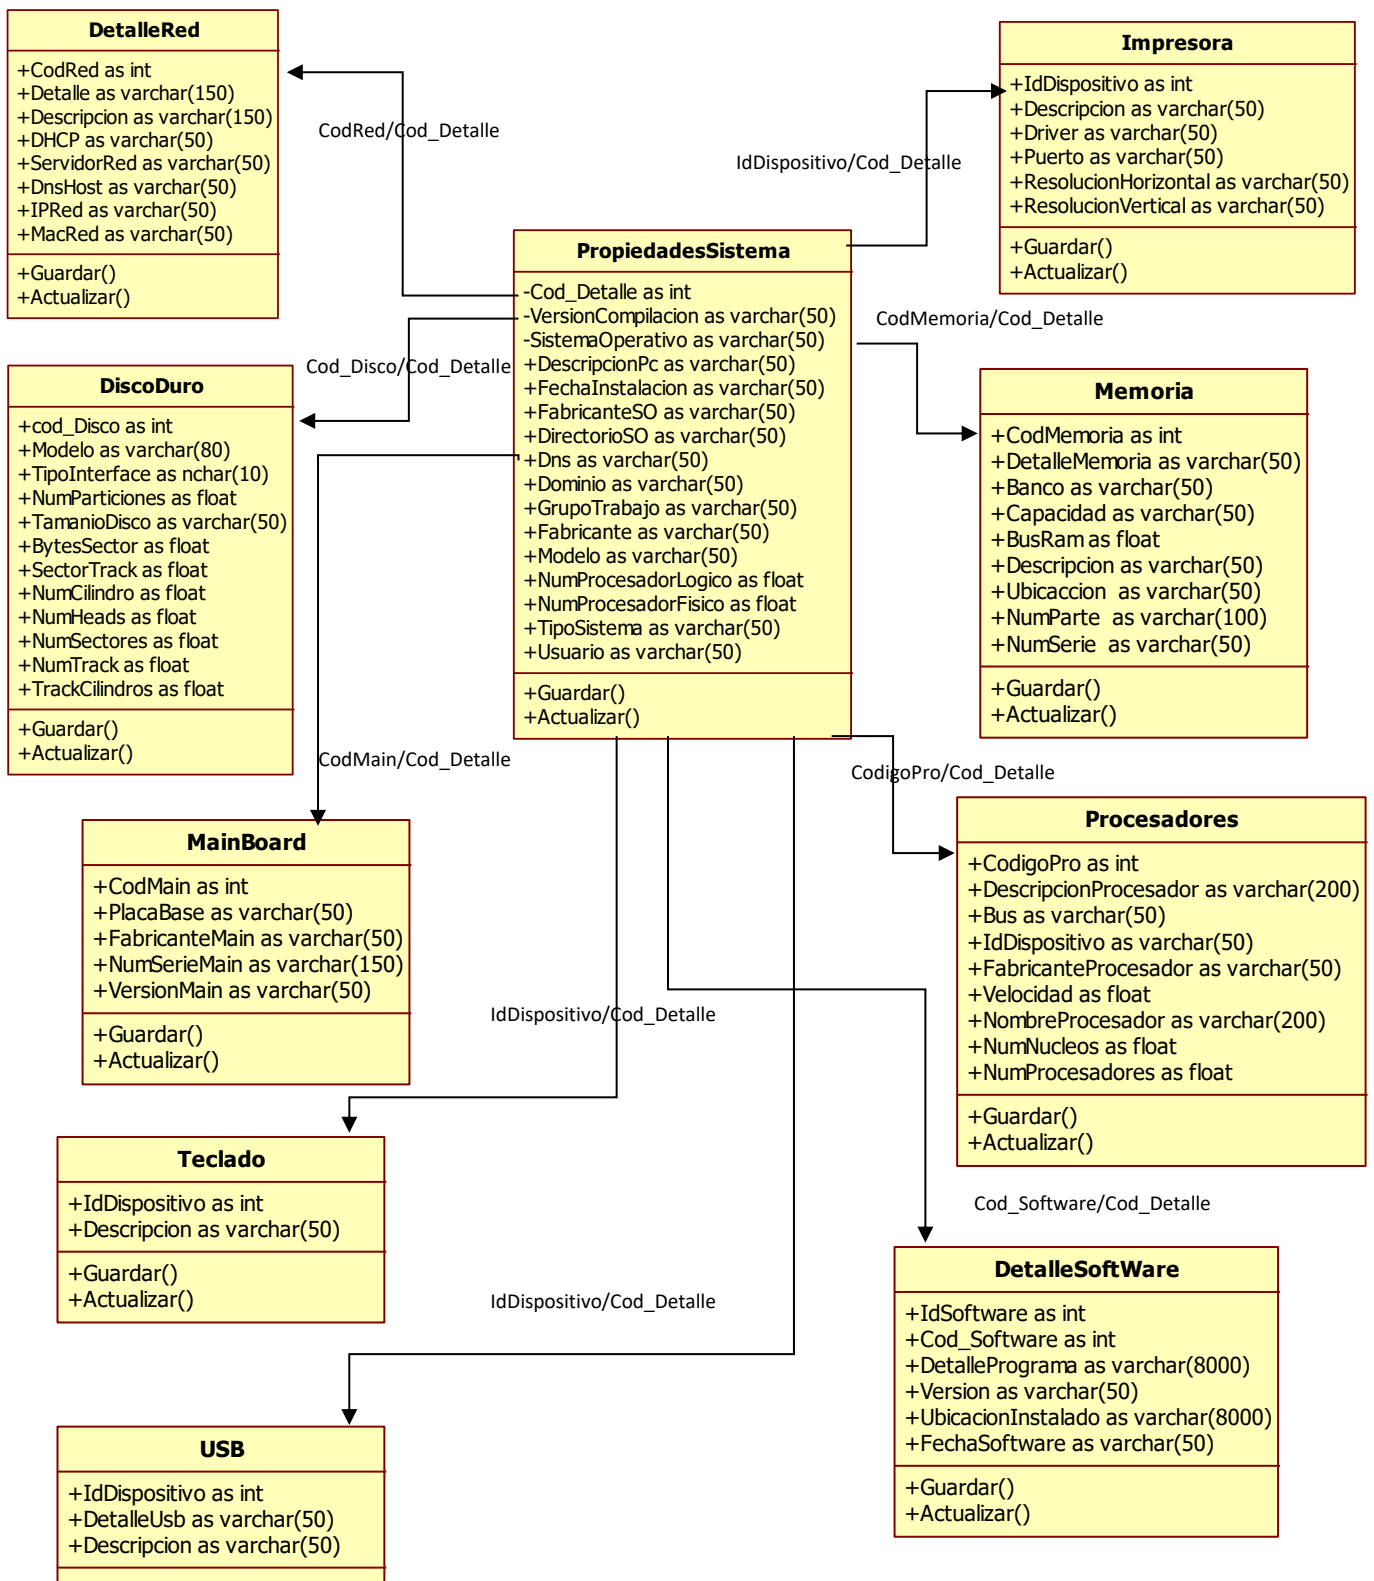 DetalleRed
+CodRed as int
+Detalle as varchar(150)
+Descripcion as varchar(150)
+DHCP as varchar(50)
+ServidorRed as varchar(50)
+DnsHost as varchar(50)
+IPRed as varchar(50)
+MacRed as varchar(50)
+Guardar()
+Actualizar()
CodRed/Cod_Detalle
Impresora
+IdDispositivo as int
+Descripcion as varchar(50)
+Driver as varchar(50)
+Puerto as varchar(50)
+ResolucionHorizontal as varchar(50)
+ResolucionVertical as varchar(50)
+Guardar()
+Actualizar()
IdDispositivo/Cod_Detalle
PropiedadesSistema
-Cod_Detalle as int
-VersionCompilacion as varchar(50)
-SistemaOperativo as varchar(50)
+DescripcionPc as varchar(50)
+FechaInstalacion as varchar(50)
+FabricanteSO as varchar(50)
+DirectorioSO as varchar(50)
+Dns as varchar(50)
+Dominio as varchar(50)
+GrupoTrabajo as varchar(50)
+Fabricante as varchar(50)
+Modelo as varchar(50)
+NumProcesadorLogico as float
+NumProcesadorFisico as float
+TipoSistema as varchar(50)
+Usuario as varchar(50)
+Guardar()
+Actualizar()
CodMemoria/Cod_Detalle
Cod_Disco/Cod_Detalle
DiscoDuro
+cod_Disco as int
+Modelo as varchar(80)
+TipoInterface as nchar(10)
+NumParticiones as float
+TamanioDisco as varchar(50)
+BytesSector as float
+SectorTrack as float
+NumCilindro as float
+NumHeads as float
+NumSectores as float
+NumTrack as float
+TrackCilindros as float
+Guardar()
+Actualizar()
Memoria
+CodMemoria as int
+DetalleMemoria as varchar(50)
+Banco as varchar(50)
+Capacidad as varchar(50)
+BusRam as float
+Descripcion as varchar(50)
+Ubicaccion as varchar(50)
+NumParte as varchar(100)
+NumSerie as varchar(50)
+Guardar()
+Actualizar()
CodMain/Cod_Detalle
CodigoPro/Cod_Detalle
MainBoard
+CodMain as int
+PlacaBase as varchar(50)
+FabricanteMain as varchar(50)
+NumSerieMain as varchar(150)
+VersionMain as varchar(50)
+Guardar()
+Actualizar()
Procesadores
+CodigoPro as int
+DescripcionProcesador as varchar(200)
+Bus as varchar(50)
+IdDispositivo as varchar(50)
+FabricanteProcesador as varchar(50)
+Velocidad as float
+NombreProcesador as varchar(200)
+NumNucleos as float
+NumProcesadores as float
+Guardar()
+Actualizar()
IdDispositivo/Cod_Detalle
Teclado
+IdDispositivo as int
+Descripcion as varchar(50)
+Guardar()
+Actualizar()
Cod_Software/Cod_Detalle
DetalleSoftWare
+IdSoftware as int
+Cod_Software as int
+DetallePrograma as varchar(8000)
+Version as varchar(50)
+UbicacionInstalado as varchar(8000)
+FechaSoftware as varchar(50)
+Guardar()
+Actualizar()
IdDispositivo/Cod_Detalle
USB
+IdDispositivo as int
+DetalleUsb as varchar(50)
+Descripcion as varchar(50)